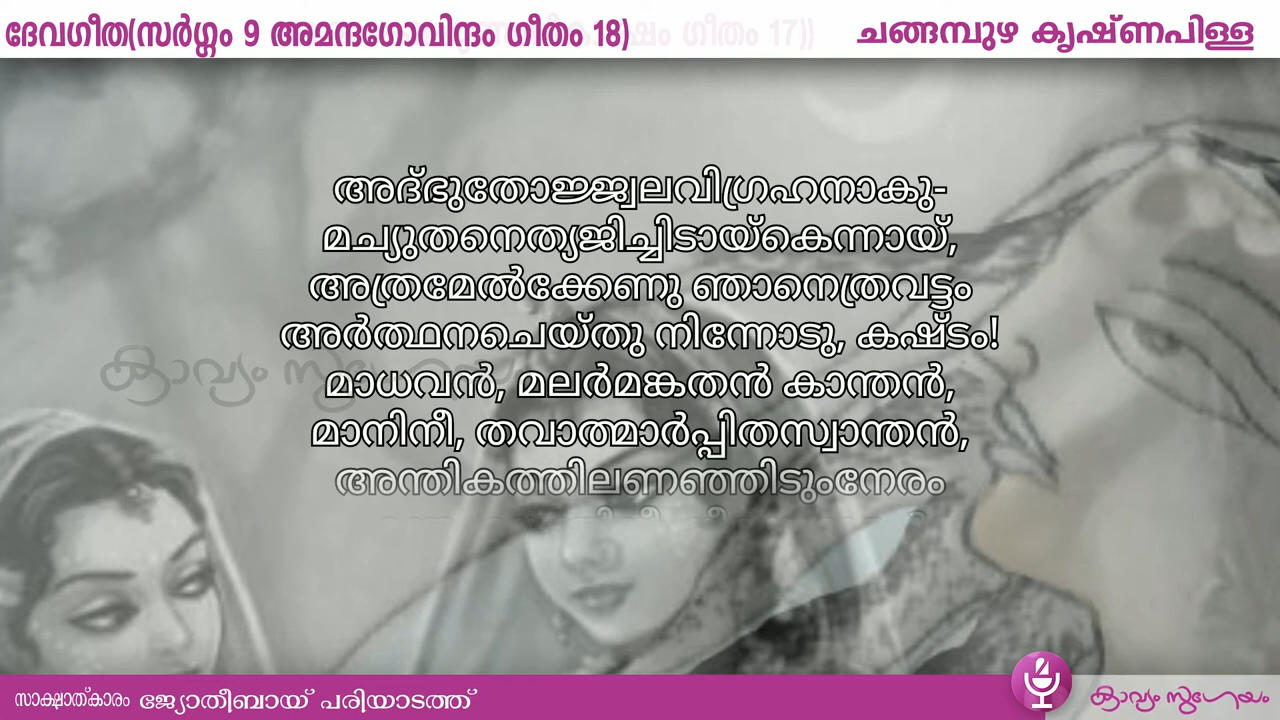 ദേവഗീത(സർഗ്ഗം 9 അമന്ദഗോവിന്ദം ഗീതം 18)
ഗീതം 17))
ചങ്ങമ്പുഴ കൃഷ്ണപിള്ള
അദ്ഭുതോജ്ജ്വലവിഗ്രഹനാകു-
മച്യുതനെത്യജിച്ചിടായ്കെന്നായ്,
അത്രമേൽക്കേണു ഞാനെത്രവട്ടം
അർത്ഥനചെയ്തു നിന്നോടു, കഷ്ടം!
മാധവൻ, മലർമങ്കതൻ കാന്തൻ,
മാനിനീ, തവാത്മാർപ്പിതസ്വാന്തൻ,
അന്തികത്തിലണഞ്ഞിടുംനേരം
കാവ്യം സുഗേയം
സാക്ഷാത്കാരം ജ്യോതീബായ് പരിയാടത്ത്
കാവ്യം സുഗേയം